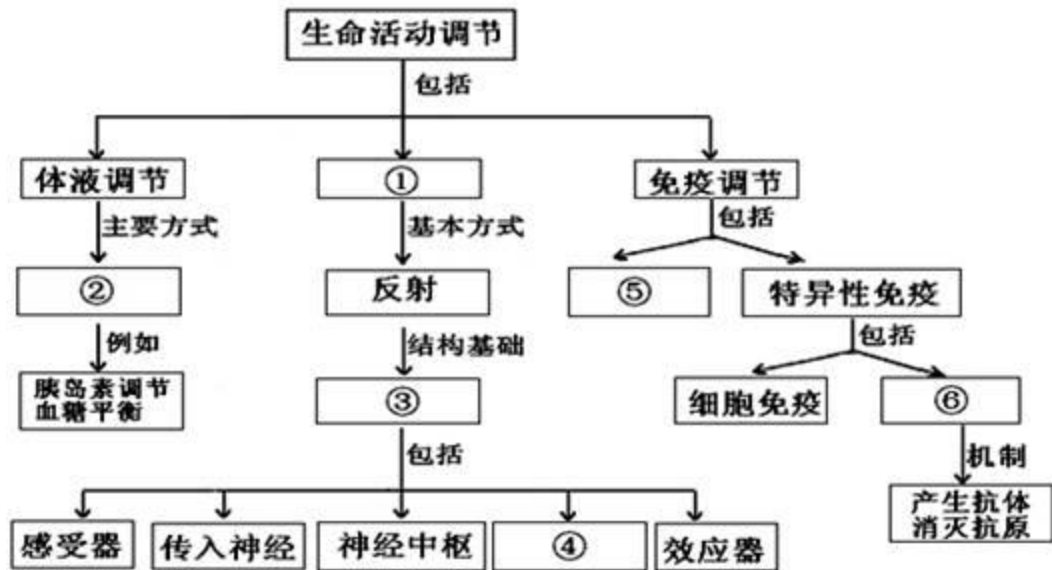 生命活动调节
包括
体液调节
①
免疫调节
主要方式
基本方式
包括
②
反射
⑤
特异性免疫
例如
结构基础
包括
胰岛素调节
血糖平衡
③
细胞免疫
⑥
包括
机制
产生抗体
消灭抗原
感受器
传入神经
神经中枢
④
效应器